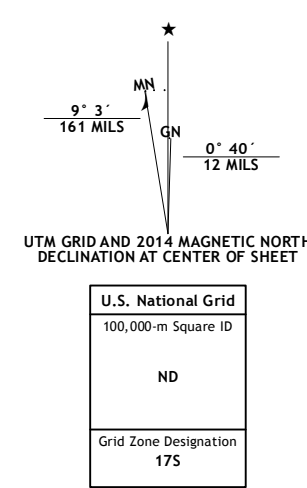 MN
9° 3´
161 MILS
GN
0° 40´
12 MILS
UTM GRID AND 2014 MAGNETIC NORTH
DECLINATION AT CENTER OF SHEET
U.S. National Grid
100,000-m Square ID
ND
Grid Zone Designation
17S